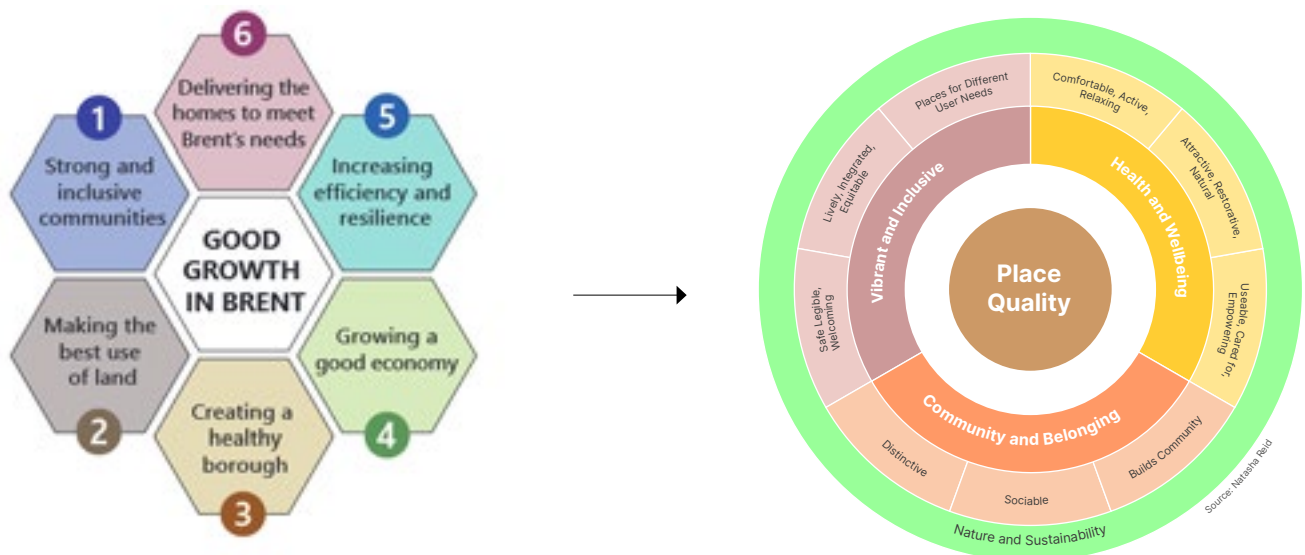 6
Delivering the
homes to meet
Brent's needs
1
Strong and
inclusive
communities
5
Increasing
efficiency and
resilience
GOOD
GROWTH
IN BRENT
Making the
best use
of land
2
Growing a
good economy
4
Creating a
healthy
borough
3
Places for Different
User Needs
Comfortable, Active,
Relaxing
Lively, Integrated,
Equitable
Attractive, Restorative,
Natural
Safe Legible,
Welcoming
Useable, Cared for,
Empowering
Vibrant and Inclusive
Health and Wellbeing
Place
Quality
Community and Belonging
Distinctive
Sociable
Builds Community
Nature and Sustainability
Source: Natasha Reid